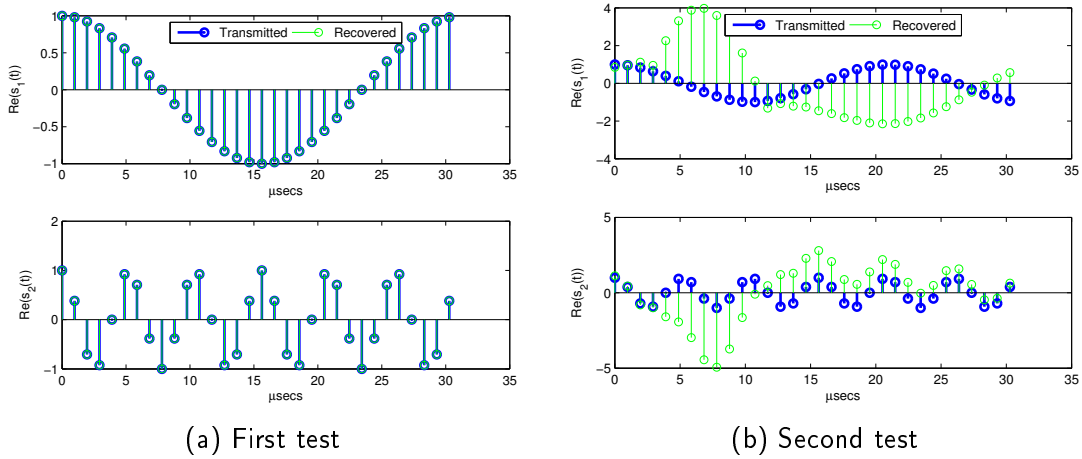 Transmitted Recovered
Re(s1(t))
1
0.5
0
−0.5
−1
0 5 10 15 20 25 30 35
μsecs
Re(s2(t))
2
1
0
−1
0 5 10 15 20 25 30 35
μsecs
(a) First test
Transmitted Recovered
Re(s1(t))
4
2
0
−2
−4
0 5 10 15 20 25 30 35
μsecs
Re(s2(t))
5
0
−5
0 5 10 15 20 25 30 35
μsecs
(b) Second test